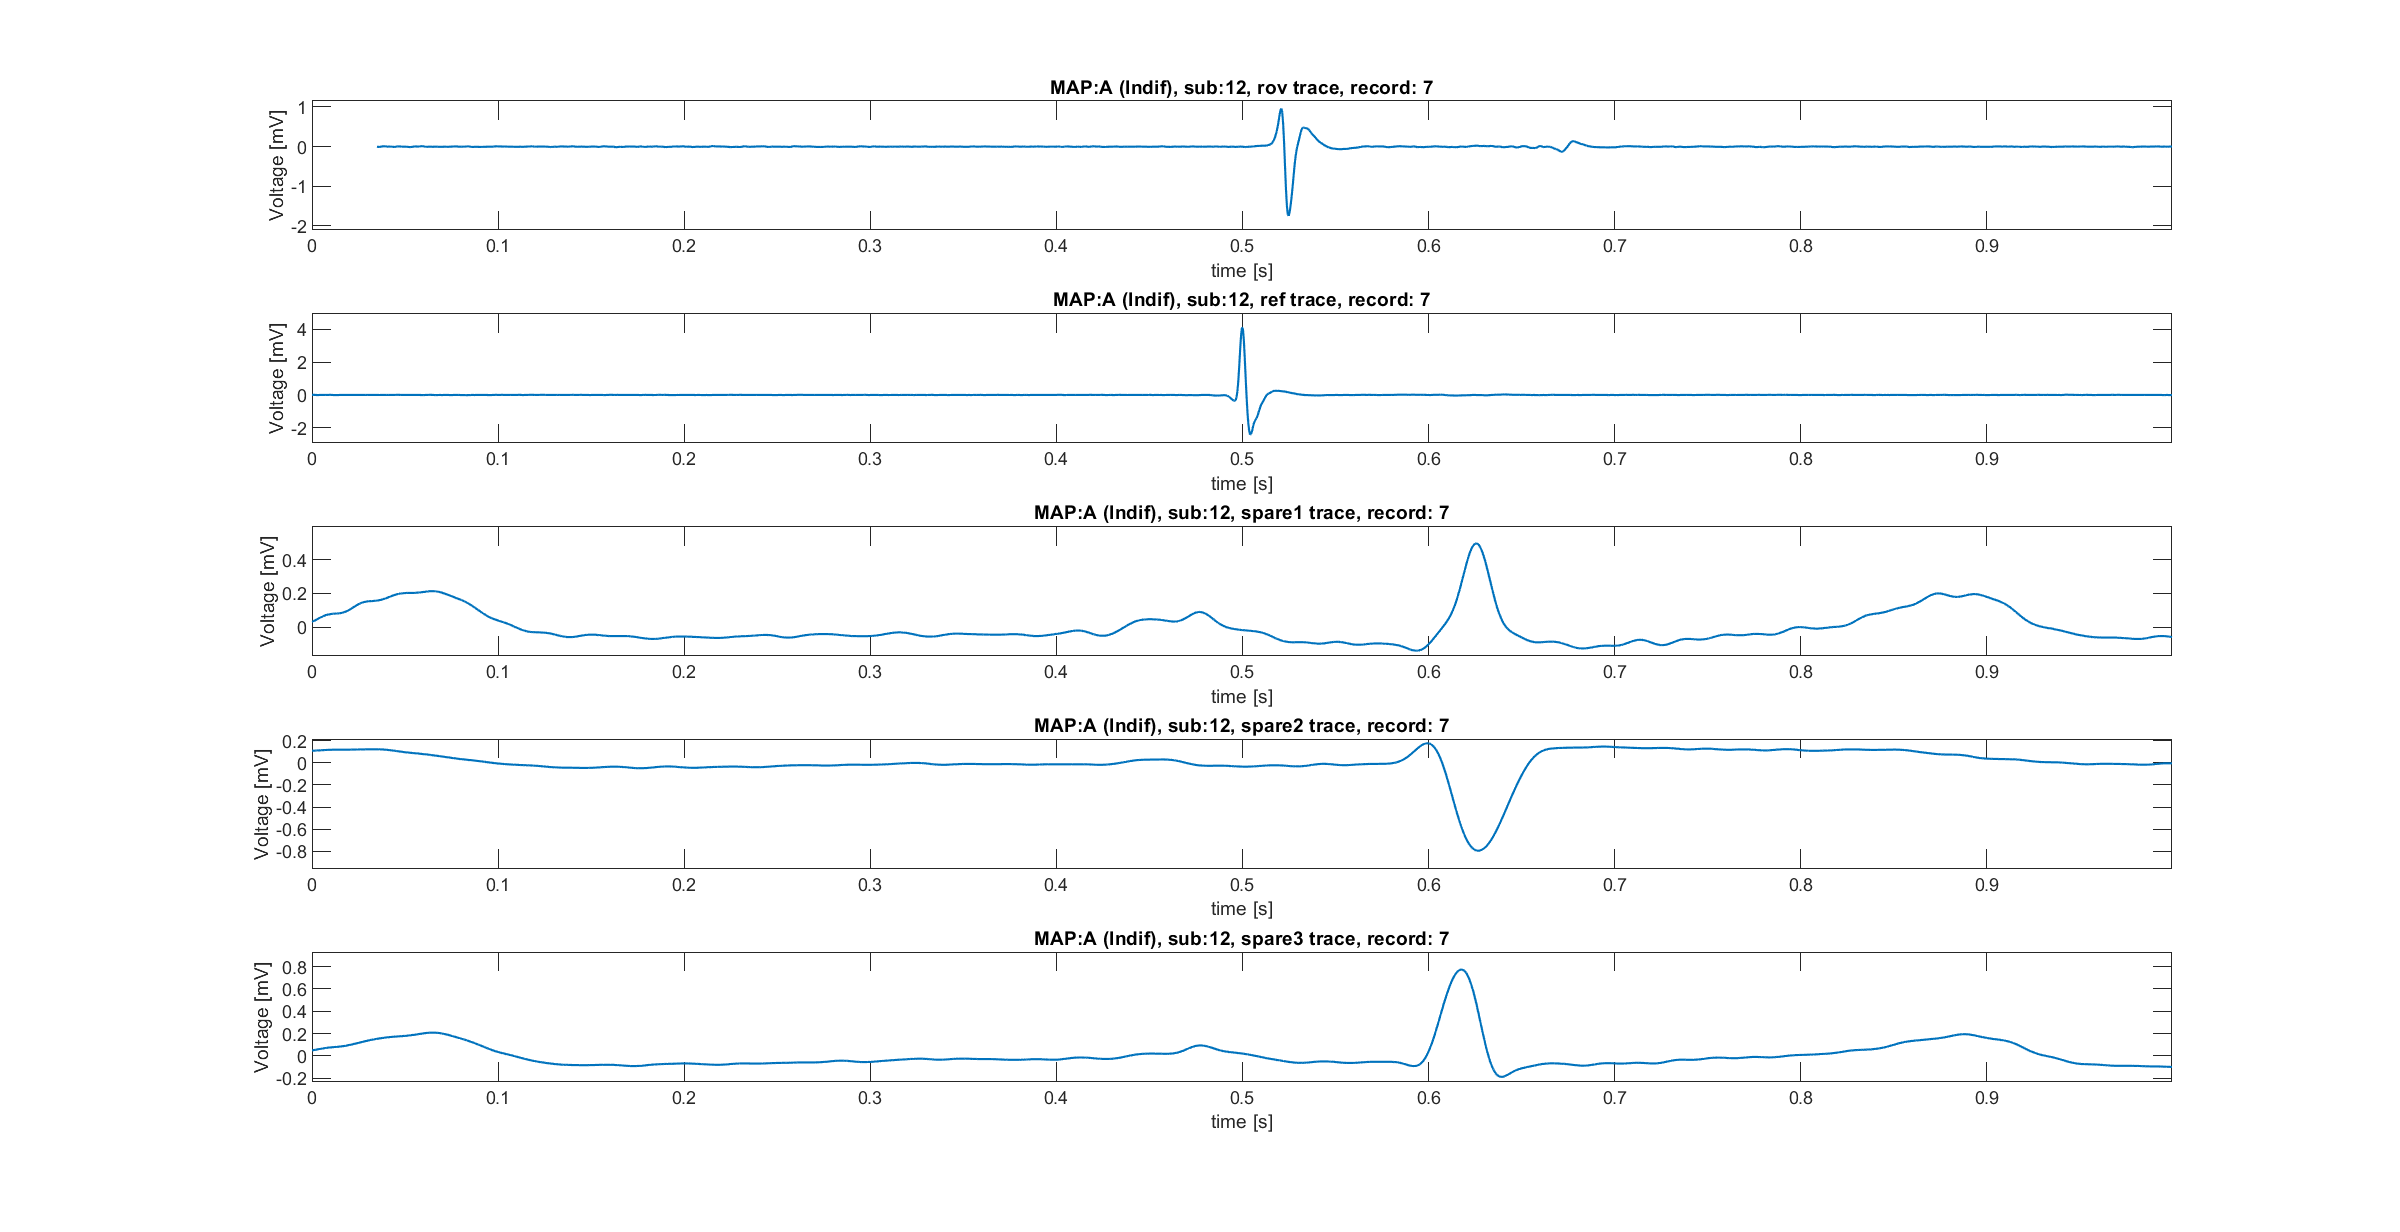 MAP:A (Indif), sub:12, rov trace, record: 7
Voltage [mV]
1
0
-1
-2
0 0.1 0.2 0.3 0.4 0.5 0.6 0.7 0.8 0.9
time [s]
MAP:A (Indif), sub:12, ref trace, record: 7
Voltage [mV]
4
2
0
-2
0 0.1 0.2 0.3 0.4 0.5 0.6 0.7 0.8 0.9
time [s]
MAP:A (Indif), sub:12, spare1 trace, record: 7
Voltage [mV]
0.4
0.2
0
0 0.1 0.2 0.3 0.4 0.5 0.6 0.7 0.8 0.9
time [s]
MAP:A (Indif), sub:12, spare2 trace, record: 7
Voltage [mV]
0.2
0
-0.2
-0.4
-0.6
-0.8
0 0.1 0.2 0.3 0.4 0.5 0.6 0.7 0.8 0.9
time [s]
MAP:A (Indif), sub:12, spare3 trace, record: 7
Voltage [mV]
0.8
0.6
0.4
0.2
0
-0.2
0 0.1 0.2 0.3 0.4 0.5 0.6 0.7 0.8 0.9
time [s]